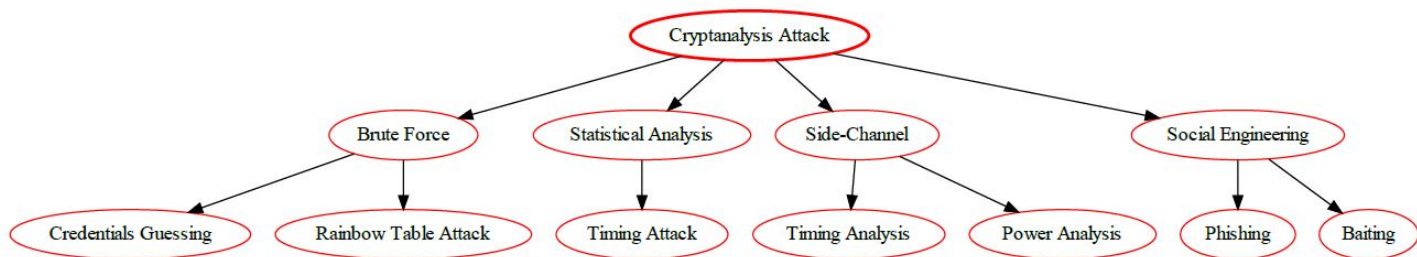 Cryptanalysis Attack
Brute Force
Statistical Analysis
Side-Channel
Social Engineering
Credentials Guessing
Rainbow Table Attack
Timing Attack
Timing Analysis
Power Analysis
Phishing
Baiting